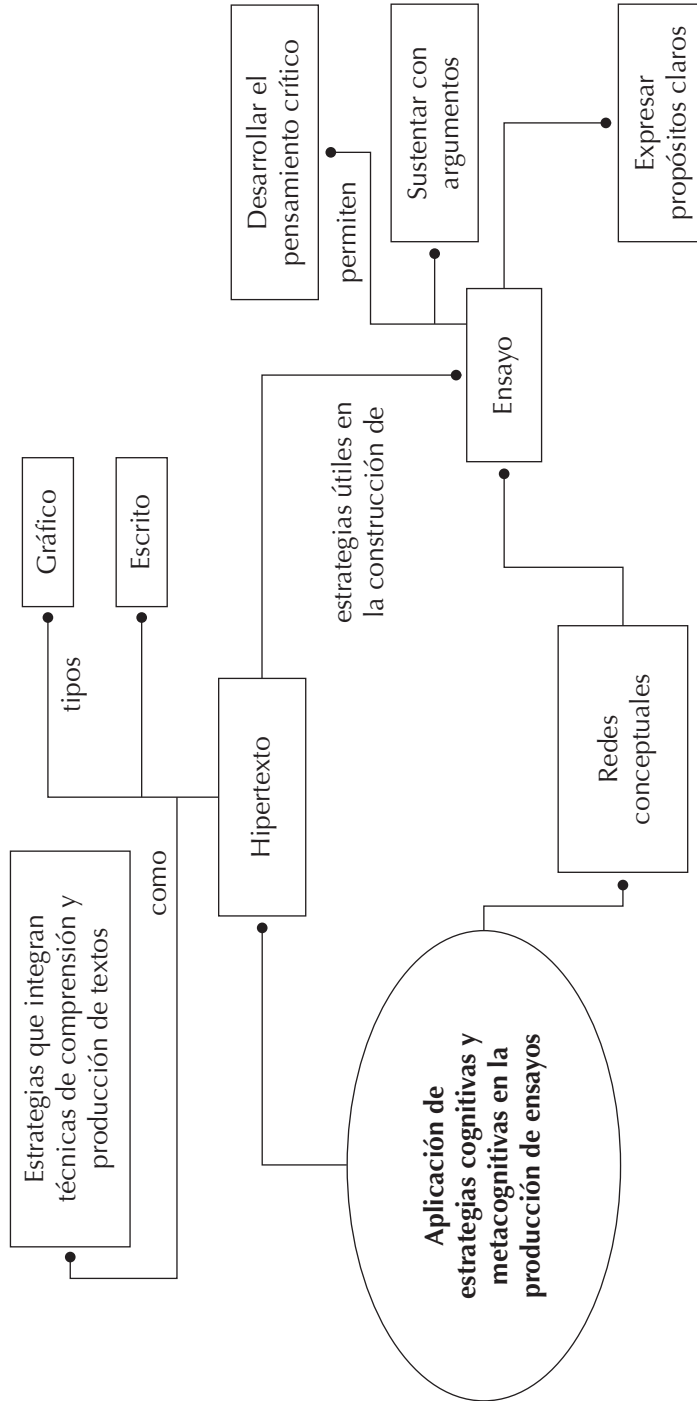 Estrategias que integran
técnicas de comprensión y
producción de textos
como
tipos
Gráfico
Escrito
Hipertexto
Aplicación de
estrategias cognitivas y
metacognitivas en la
producción de ensayos
Redes
conceptuales
estrategias útiles en
la construcción de
Ensayo
permiten
Desarrollar el
pensamiento crítico
Sustentar con
argumentos
Expresar
propósitos claros